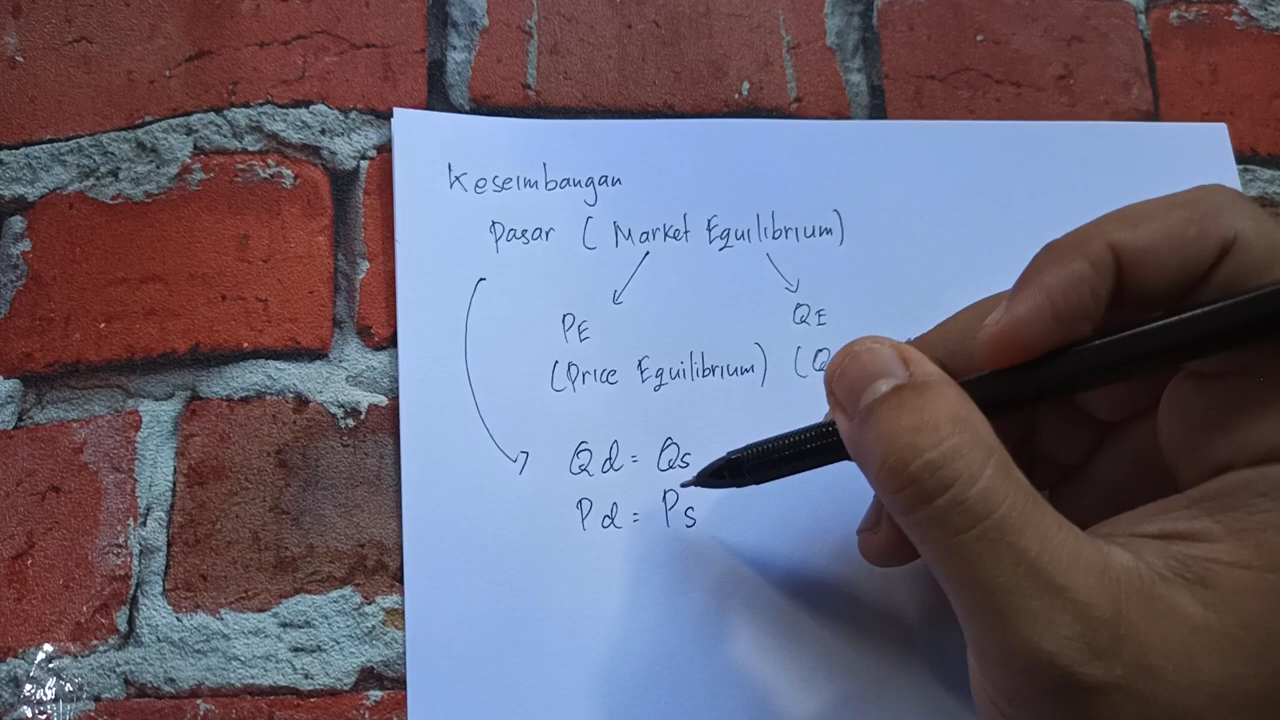 Keseimbangan
Pasar (Market Equilibrium)
PE QE
(Price Equilibrium) (Q
Qd = Qs
Pd = Ps